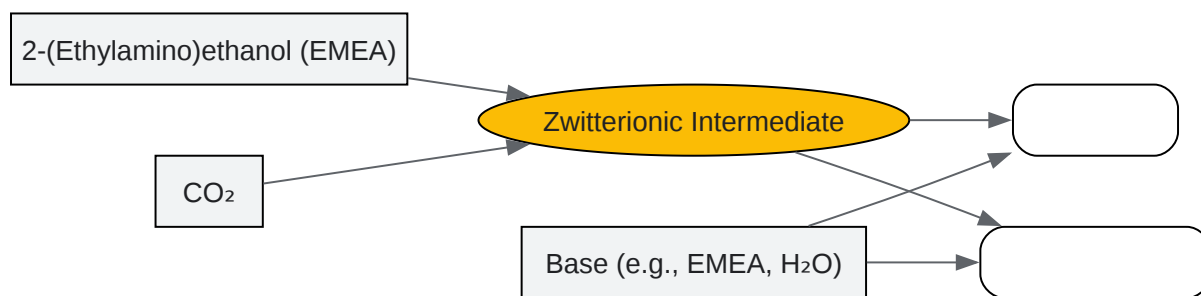 2-(Ethylamino)ethanol (EMEA)
Zwitterionic Intermediate
CO₂
Base (e.g., EMEA, H₂O)